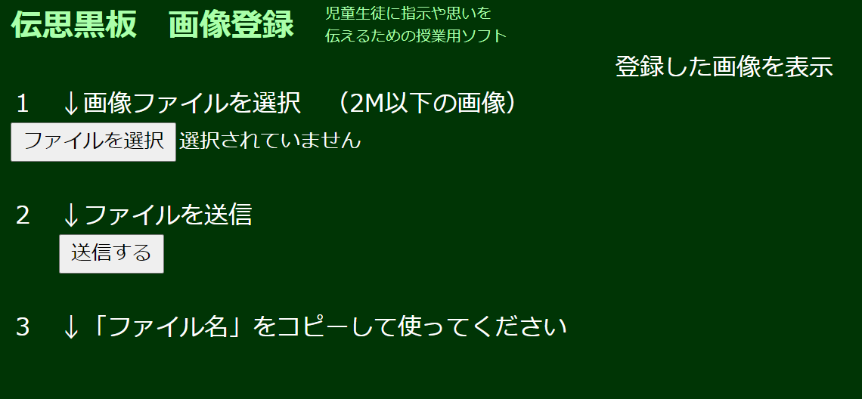 伝思黒板　画像登録
児童生徒に指示や思いを
伝えるための授業用ソフト
登録した画像を表示
1　↓画像ファイルを選択　（2M以下の画像）
ファイルを選択 選択されていません
2　↓ファイルを送信
送信する
3　↓「ファイル名」をコピーして使ってください